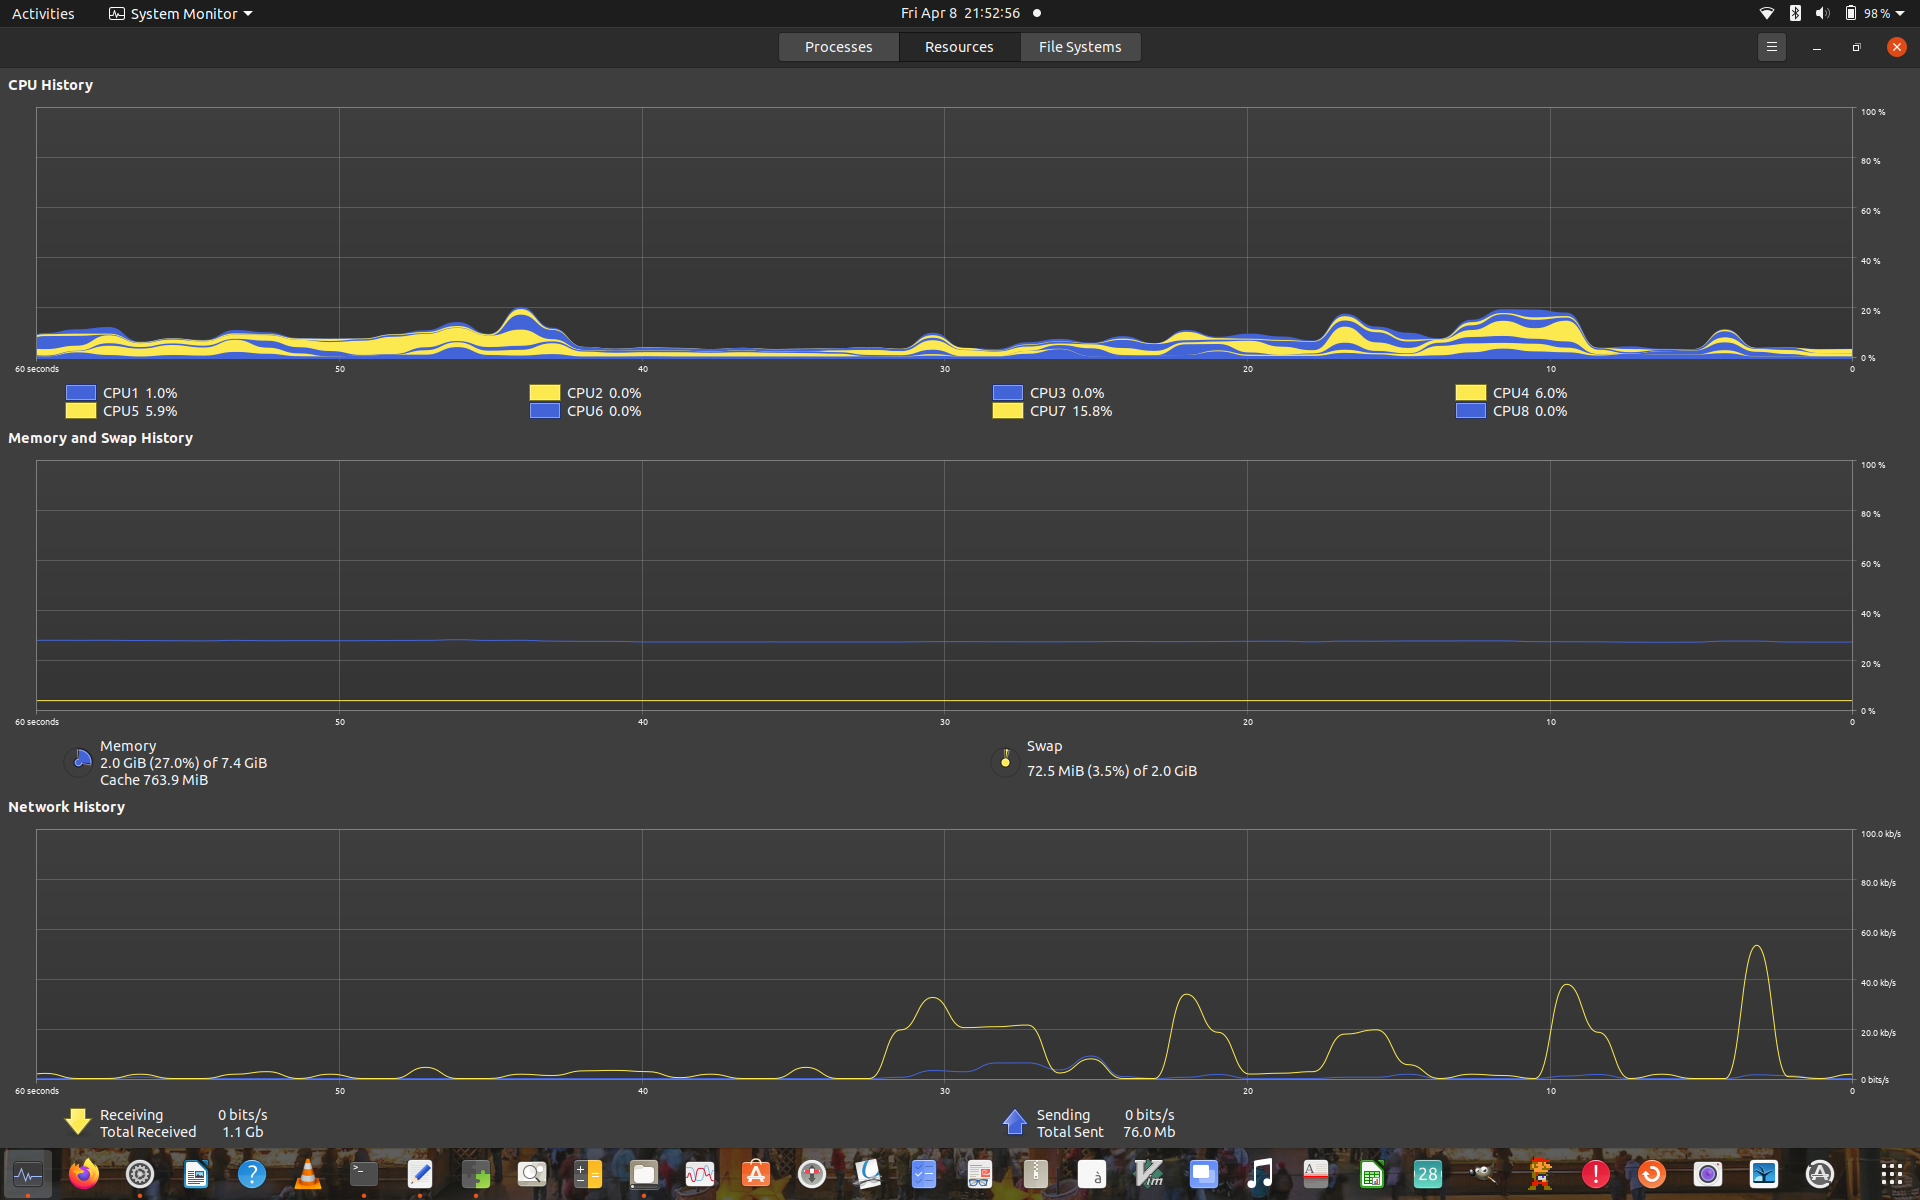 Activities System Monitor Fri Apr 8 21:52:56 98 %
Processes Resources File Systems
CPU History
100 %
80 %
60 %
40 %
20 %
0 %
60 seconds 50 40 30 20 10 0
CPU1 1.0% CPU2 0.0% CPU3 0.0% CPU4 6.0%
CPU5 5.9% CPU6 0.0% CPU7 15.8% CPU8 0.0%
Memory and Swap History
100 %
80 %
60 %
40 %
20 %
0 %
60 seconds 50 40 30 20 10 0
Memory Swap
2.0 GiB (27.0%) of 7.4 GiB 72.5 MiB (3.5%) of 2.0 GiB
Cache 763.9 MiB
Network History
100.0 kb/s
80.0 kb/s
60.0 kb/s
40.0 kb/s
20.0 kb/s
0 bits/s
60 seconds 50 40 30 20 10 0
Receiving 0 bits/s Sending 0 bits/s
Total Received 1.1 Gb Total Sent 76.0 Mb
? >_ à Vim A 28 !